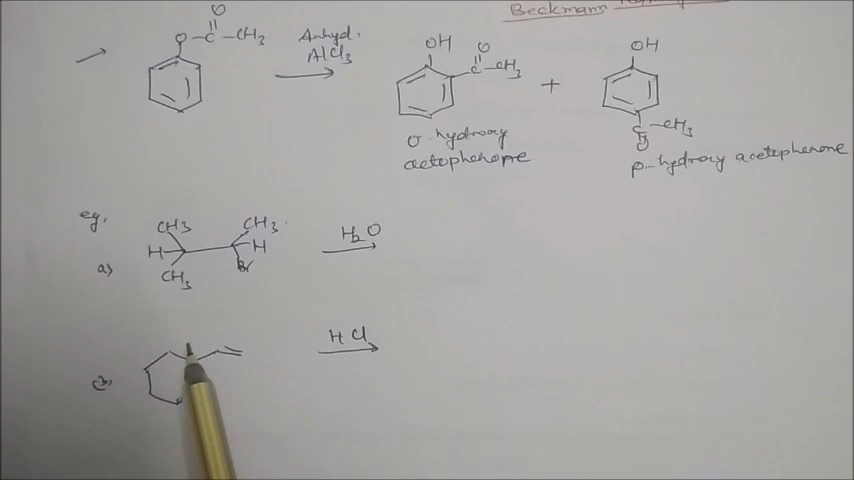 Beckmann
O-C-CH3
O
Anhyd.
AlCl3
OH
O
C-CH3
+
OH
C-CH3
O
o-hydroxy
acetophenone
p-hydroxy acetophenone
eg.
a)
CH3
CH3.
H
H
CH3
Br
H2O
HCl